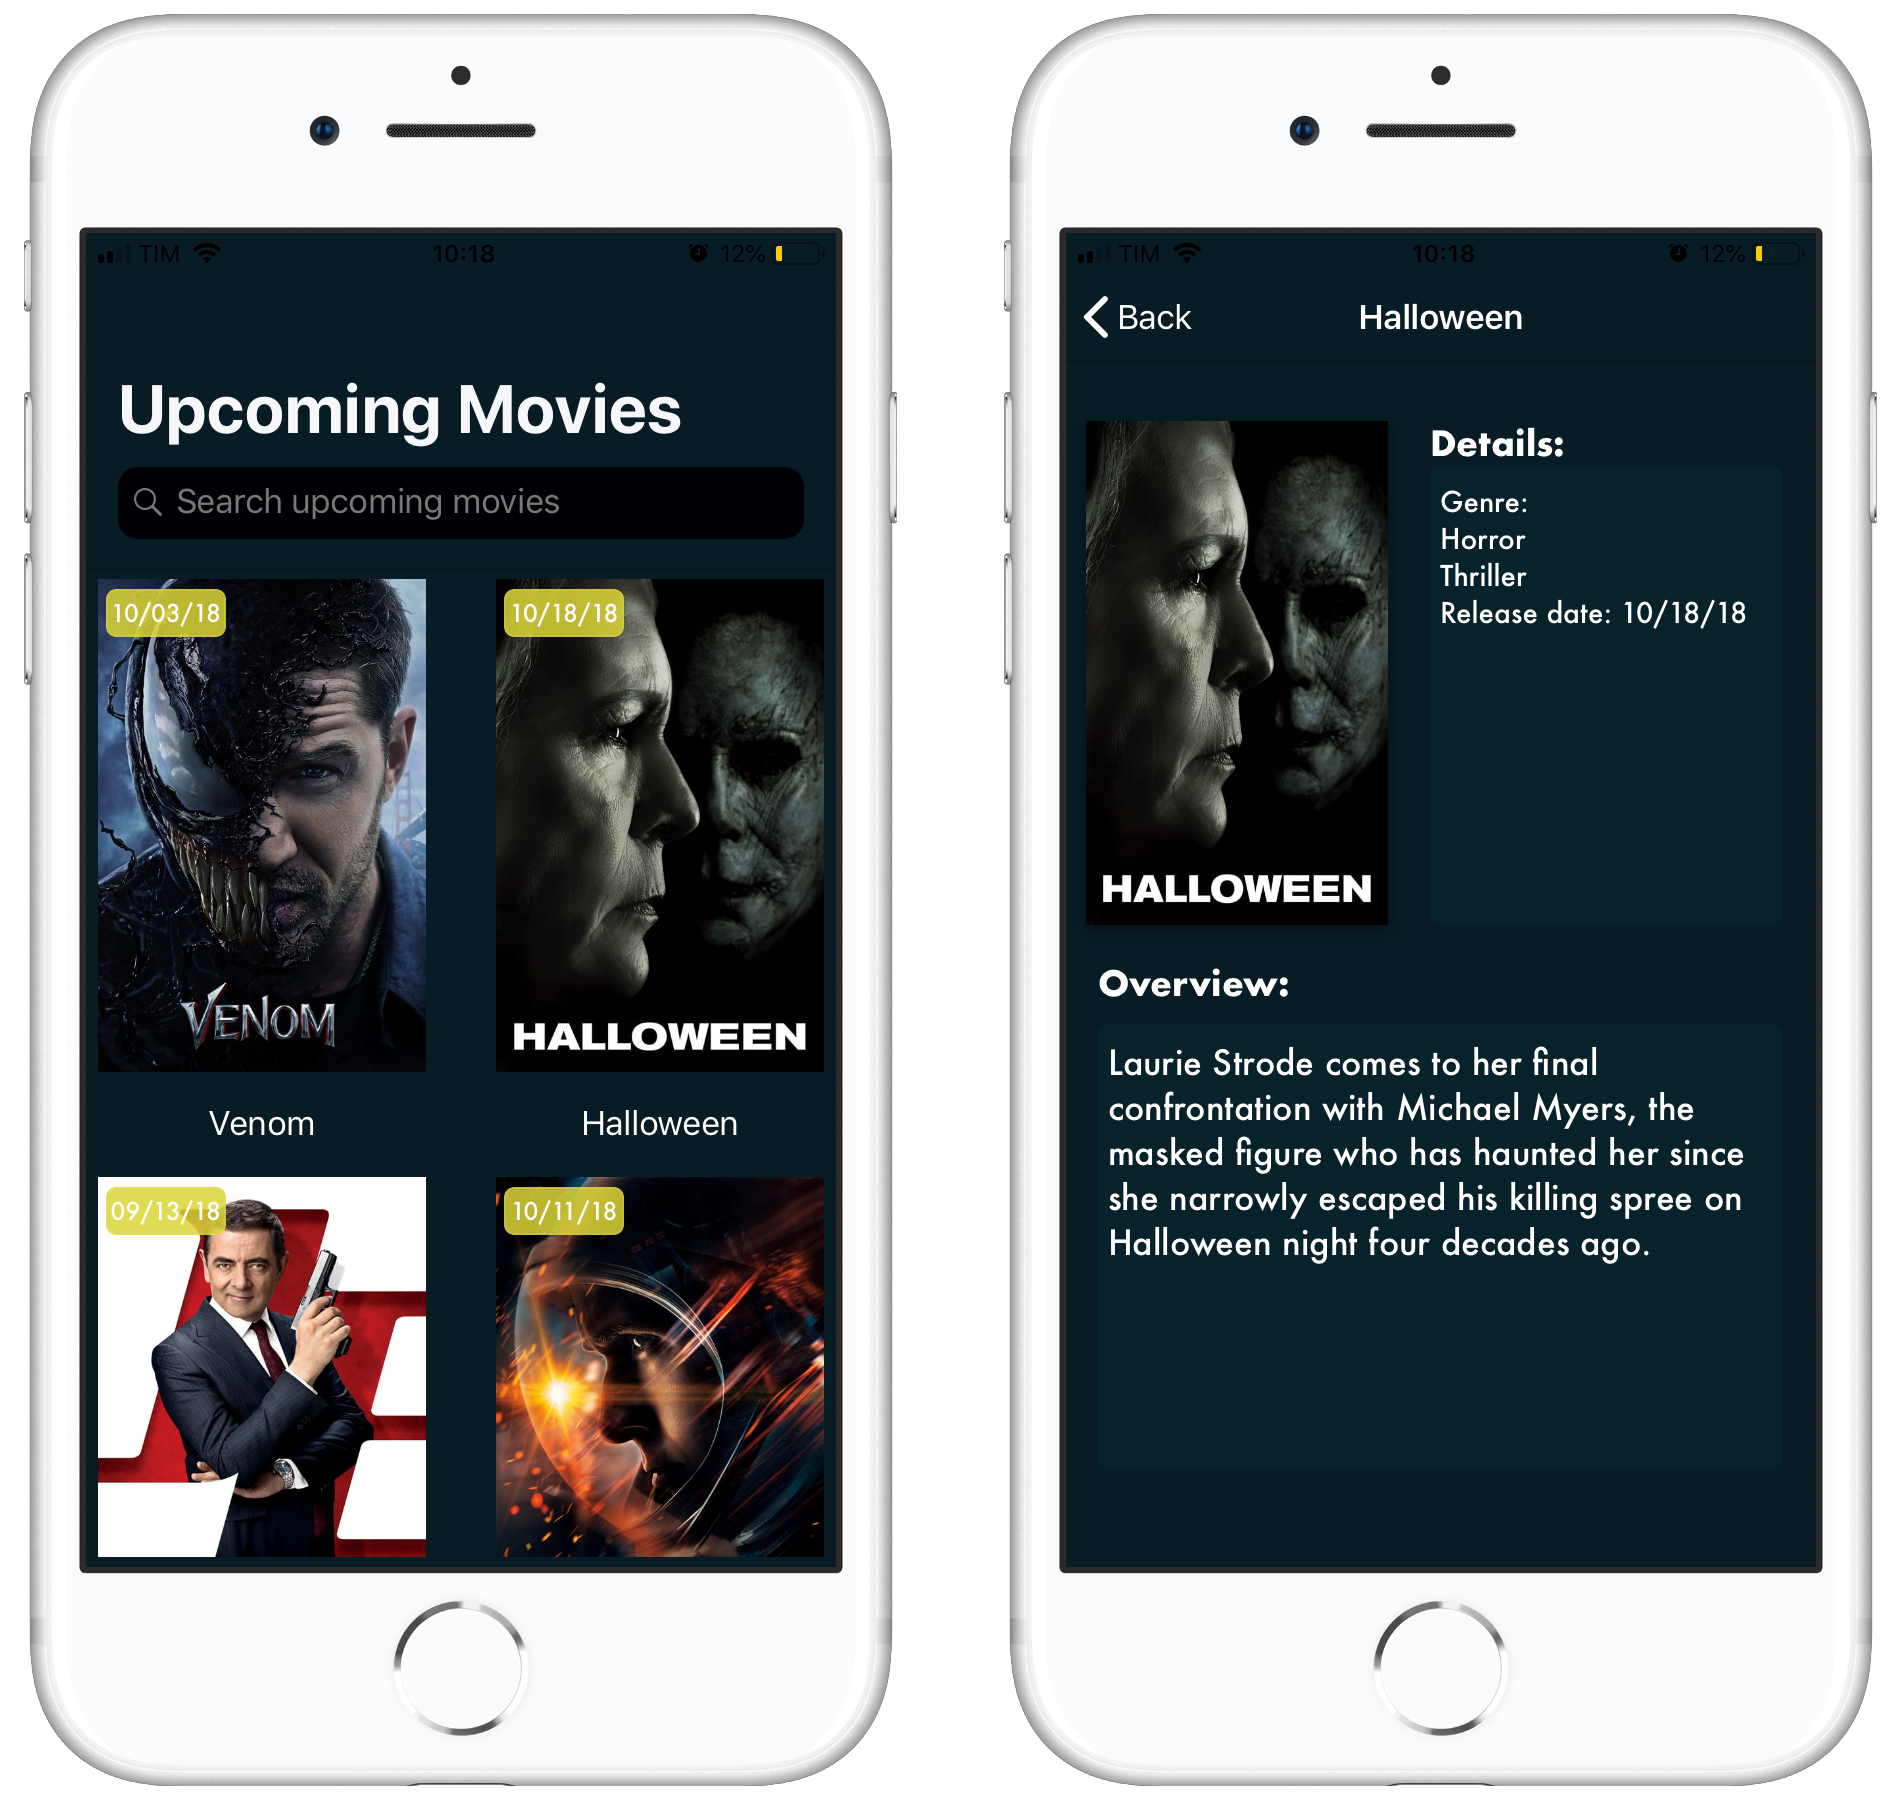 TIM 10:18 12%
Upcoming Movies
Search upcoming movies
10/03/18
VENOM
Venom
10/18/18
HALLOWEEN
Halloween
09/13/18
10/11/18
TIM 10:18 12%
Back Halloween
HALLOWEEN
Details:
Genre:
Horror
Thriller
Release date: 10/18/18
Overview:
Laurie Strode comes to her final
confrontation with Michael Myers, the
masked figure who has haunted her since
she narrowly escaped his killing spree on
Halloween night four decades ago.